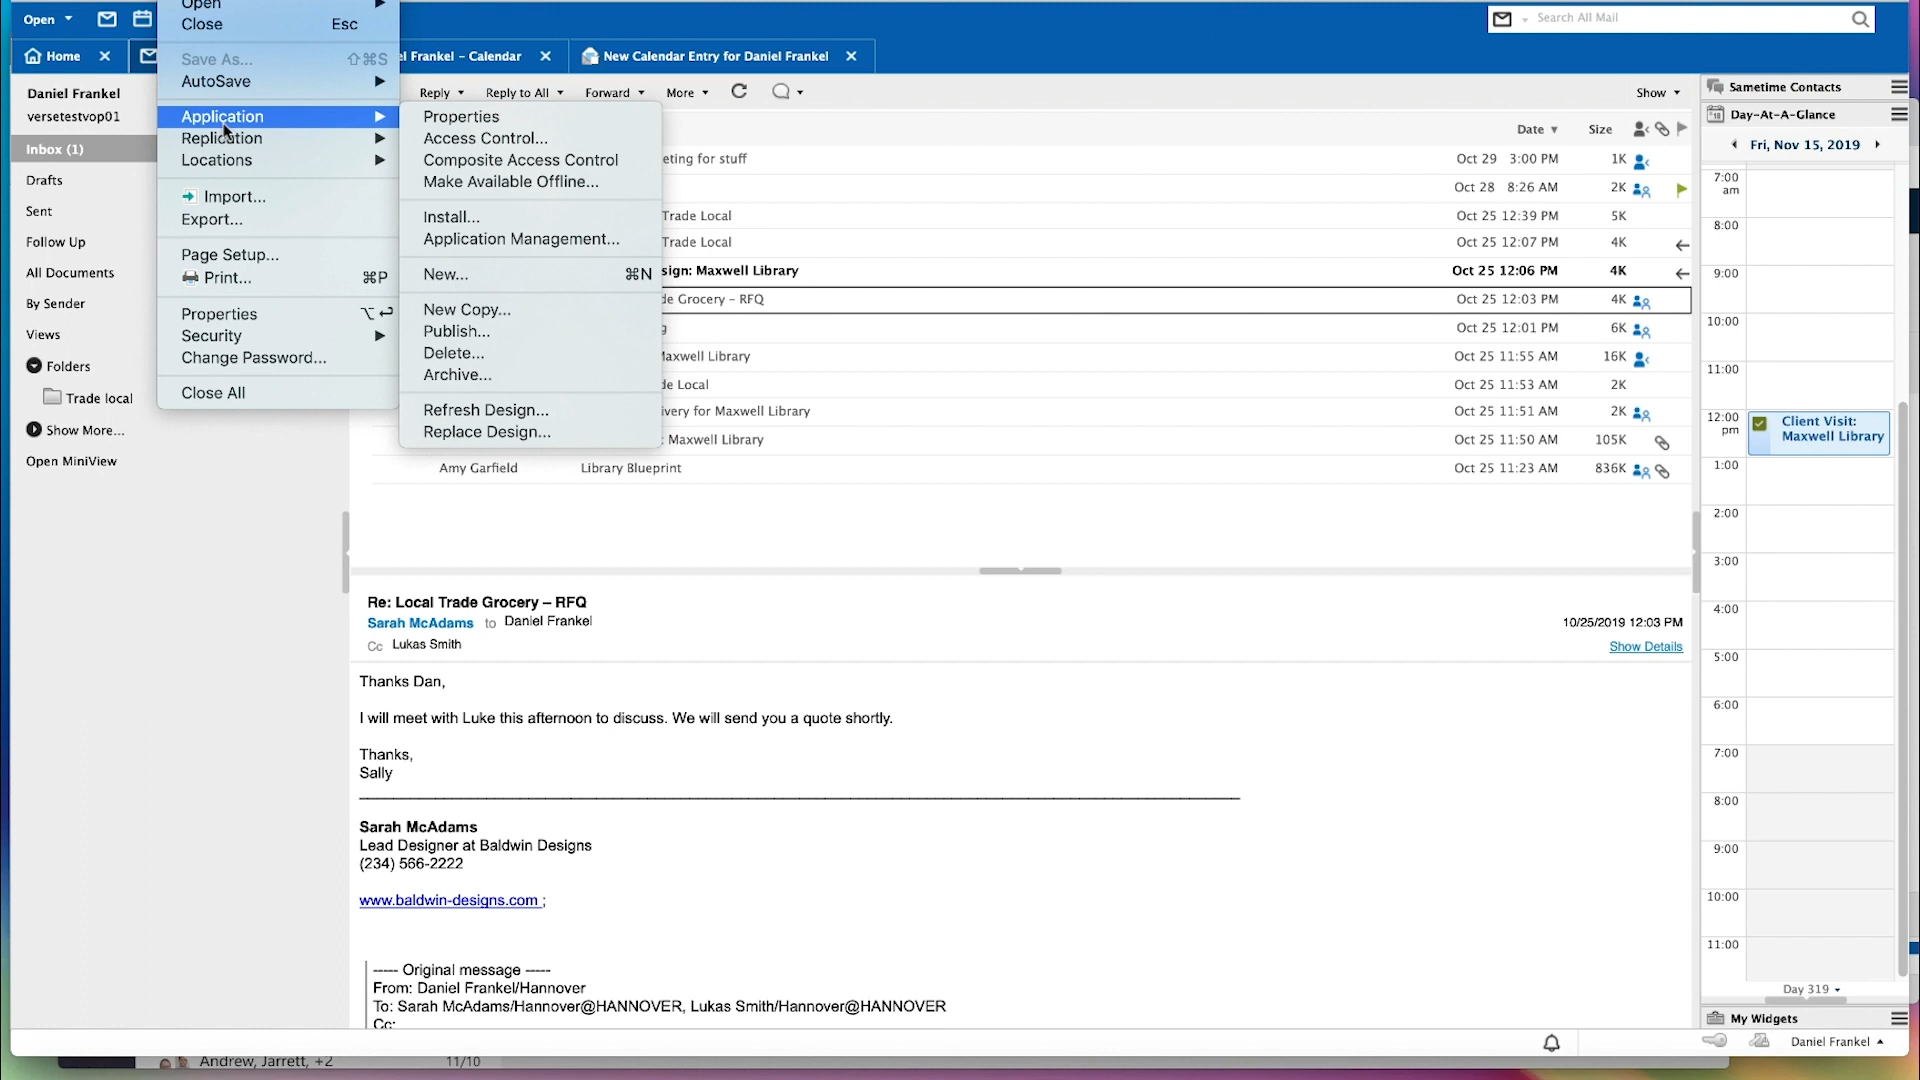 Open
Search All Mail
Home
el Frankel – Calendar
New Calendar Entry for Daniel Frankel
Open
Close Esc
Save As... ⇧⌘S
AutoSave
Application
Replication
Locations
Import...
Export...
Page Setup...
Print... ⌘P
Properties ⌥↩
Security
Change Password...
Close All
Properties
Access Control...
Composite Access Control
Make Available Offline...
Install...
Application Management...
New... ⌘N
New Copy...
Publish...
Delete...
Archive...
Refresh Design...
Replace Design...
Daniel Frankel
versetestvop01
Inbox (1)
Drafts
Sent
Follow Up
All Documents
By Sender
Views
Folders
Trade local
Show More...
Open MiniView
Reply Reply to All Forward More Show
Date Size
eting for stuff Oct 29 3:00 PM 1K
Oct 28 8:26 AM 2K
Trade Local Oct 25 12:39 PM 5K
Trade Local Oct 25 12:07 PM 4K
sign: Maxwell Library Oct 25 12:06 PM 4K
de Grocery – RFQ Oct 25 12:03 PM 4K
g Oct 25 12:01 PM 6K
Maxwell Library Oct 25 11:55 AM 16K
de Local Oct 25 11:53 AM 2K
ivery for Maxwell Library Oct 25 11:51 AM 2K
: Maxwell Library Oct 25 11:50 AM 105K
Amy Garfield Library Blueprint Oct 25 11:23 AM 836K
Re: Local Trade Grocery – RFQ
Sarah McAdams to Daniel Frankel 10/25/2019 12:03 PM
Cc Lukas Smith Show Details
Thanks Dan,
I will meet with Luke this afternoon to discuss. We will send you a quote shortly.
Thanks,
Sally
Sarah McAdams
Lead Designer at Baldwin Designs
(234) 566-2222
www.baldwin-designs.com ;
----- Original message -----
From: Daniel Frankel/Hannover
To: Sarah McAdams/Hannover@HANNOVER, Lukas Smith/Hannover@HANNOVER
Cc:
Sametime Contacts
18 Day-At-A-Glance
Fri, Nov 15, 2019
7:00
am
8:00
9:00
10:00
11:00
12:00
pm
Client Visit:
Maxwell Library
1:00
2:00
3:00
4:00
5:00
6:00
7:00
8:00
9:00
10:00
11:00
Day 319
My Widgets
Daniel Frankel
Andrew, Jarrett, +2 11/10